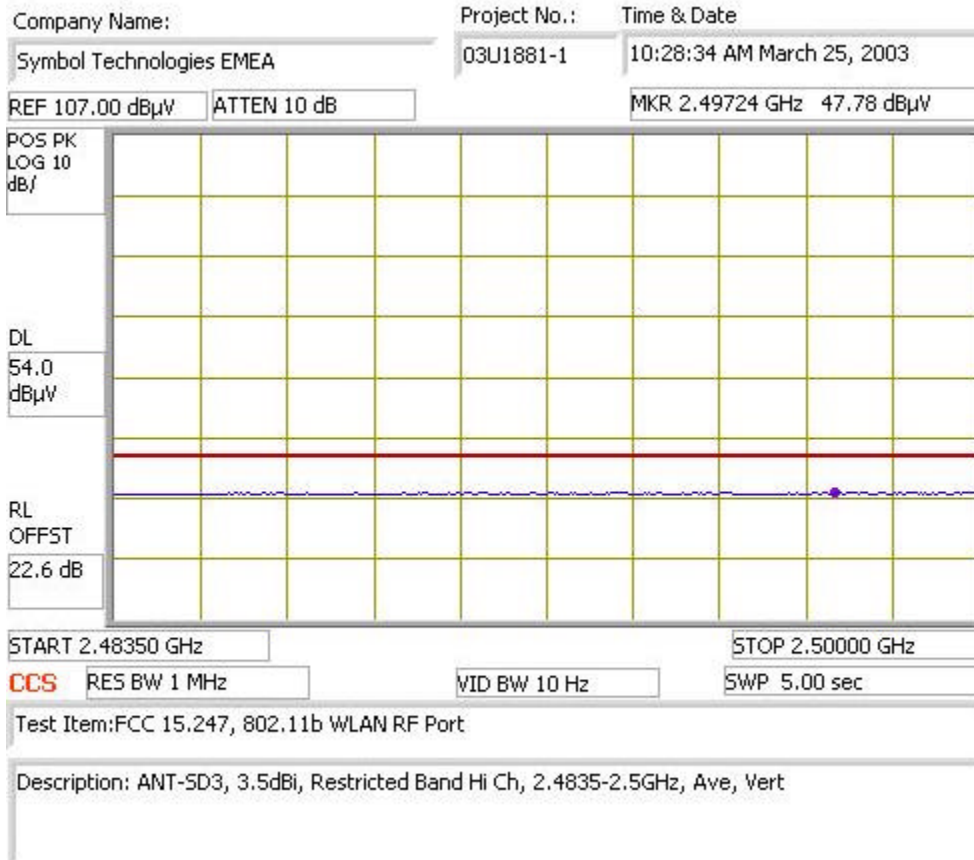 Company Name:
Project No.:
Time & Date
Symbol Technologies EMEA
03U1881-1
10:28:34 AM March 25, 2003
REF 107.00 dBµV
ATTEN 10 dB
MKR 2.49724 GHz 47.78 dBµV
POS PK
LOG 10
dB/
DL
54.0
dBµV
RL
OFFST
22.6 dB
START 2.48350 GHz
STOP 2.50000 GHz
CCS
RES BW 1 MHz
VID BW 10 Hz
SWP 5.00 sec
Test Item:FCC 15.247, 802.11b WLAN RF Port
Description: ANT-SD3, 3.5dBi, Restricted Band Hi Ch, 2.4835-2.5GHz, Ave, Vert